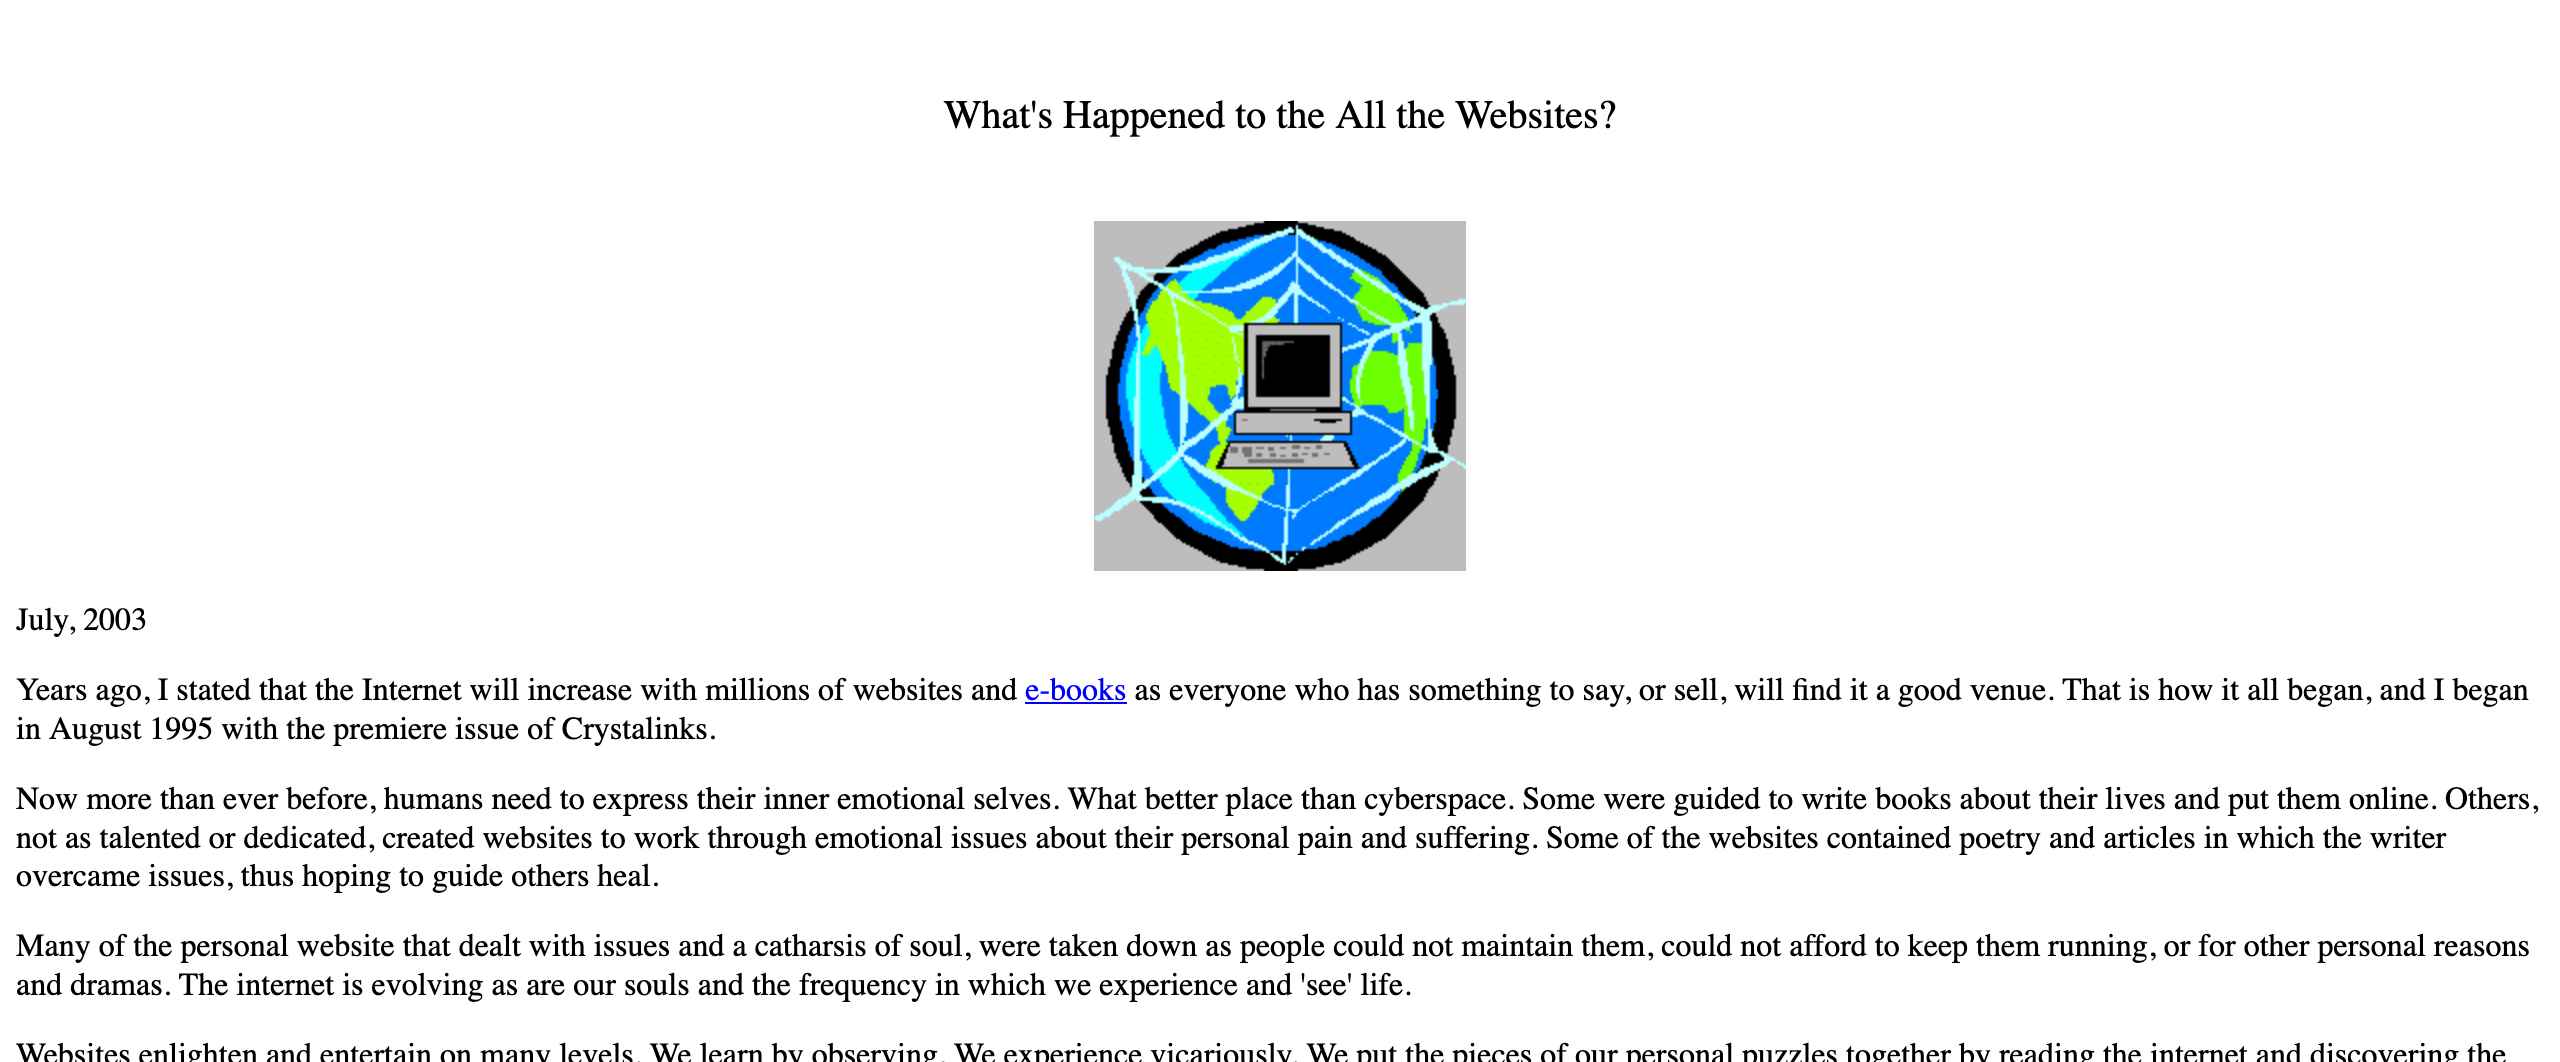 What's Happened to the All the Websites?
July, 2003
Years ago, I stated that the Internet will increase with millions of websites and e-books as everyone who has something to say, or sell, will find it a good venue. That is how it all began, and I began
in August 1995 with the premiere issue of Crystalinks.
Now more than ever before, humans need to express their inner emotional selves. What better place than cyberspace. Some were guided to write books about their lives and put them online. Others,
not as talented or dedicated, created websites to work through emotional issues about their personal pain and suffering. Some of the websites contained poetry and articles in which the writer
overcame issues, thus hoping to guide others heal.
Many of the personal website that dealt with issues and a catharsis of soul, were taken down as people could not maintain them, could not afford to keep them running, or for other personal reasons
and dramas. The internet is evolving as are our souls and the frequency in which we experience and 'see' life.
Websites enlighten and entertain on many levels. We learn by observing. We experience vicariously. We put the pieces of our personal puzzles together by reading the internet and discovering the